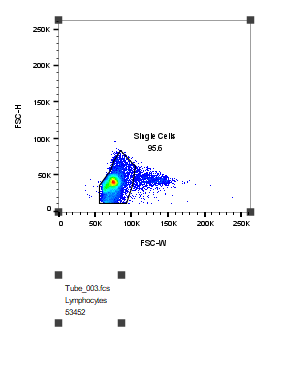 250K
200K
150K
100K
50K
0
FSC-H
Single Cells
95.6
0 50K 100K 150K 200K 250K
FSC-W
Tube_003.fcs
Lymphocytes
53452